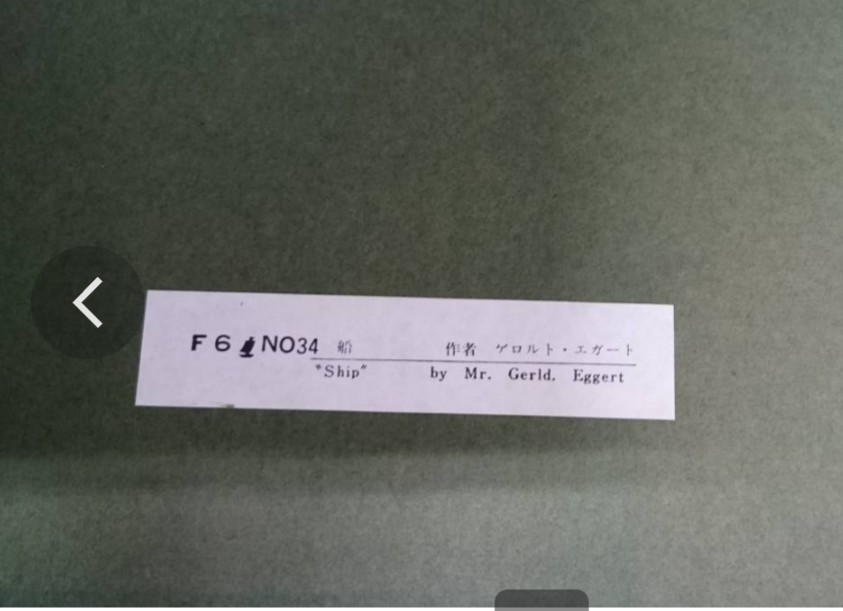 F6 NO34 船 作者 ゲロルト・エガート
"Ship" by Mr. Gerld. Eggert